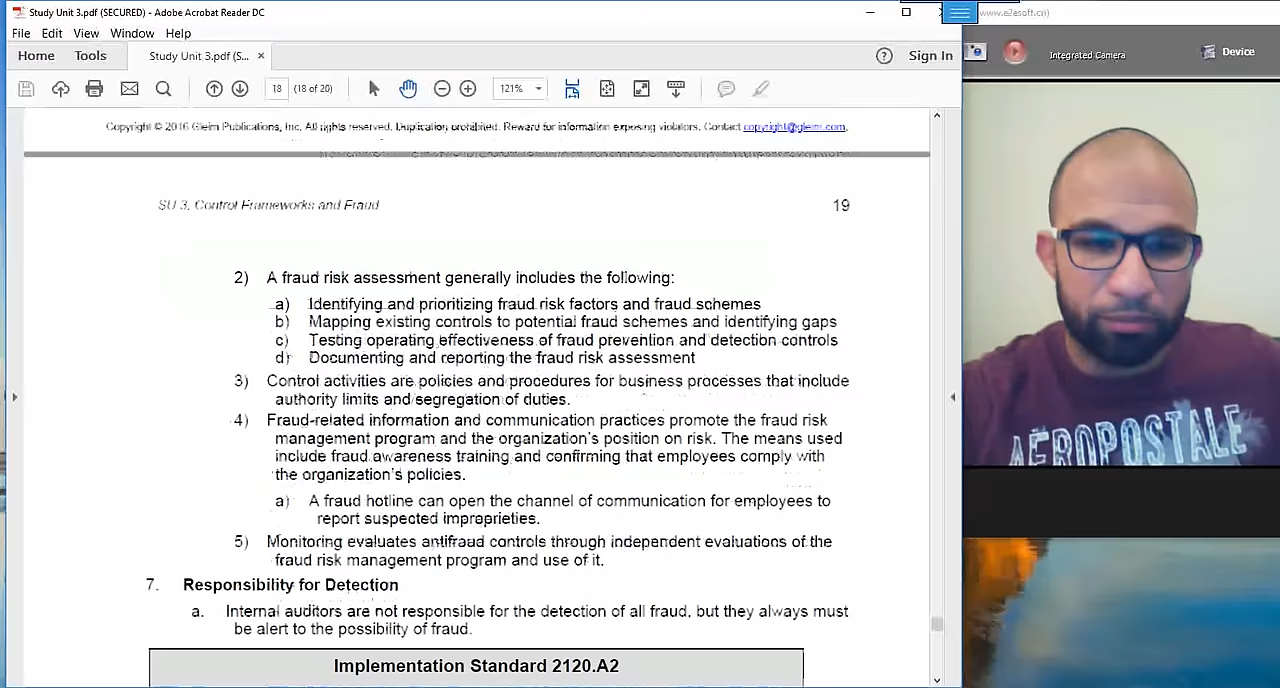 Study Unit 3.pdf (SECURED) - Adobe Acrobat Reader DC
www.e2esoft.cn)
File Edit View Window Help
Home Tools Study Unit 3.pdf (S... × Sign In
Integrated Camera Device
18 (18 of 20) 121%
Copyright © 2016 Gleim Publications, Inc. All rights reserved. Duplication prohibited. Reward for information exposing violators. Contact copyright@gleim.com.
SU 3: Control Frameworks and Fraud 19
2) A fraud risk assessment generally includes the following:
a) Identifying and prioritizing fraud risk factors and fraud schemes
b) Mapping existing controls to potential fraud schemes and identifying gaps
c) Testing operating effectiveness of fraud prevention and detection controls
d) Documenting and reporting the fraud risk assessment
3) Control activities are policies and procedures for business processes that include
authority limits and segregation of duties.
4) Fraud-related information and communication practices promote the fraud risk
management program and the organization's position on risk. The means used
include fraud awareness training and confirming that employees comply with
the organization's policies.
a) A fraud hotline can open the channel of communication for employees to
report suspected improprieties.
5) Monitoring evaluates antifraud controls through independent evaluations of the
fraud risk management program and use of it.
7. Responsibility for Detection
a. Internal auditors are not responsible for the detection of all fraud, but they always must
be alert to the possibility of fraud.
Implementation Standard 2120.A2
AEROPOSTALE